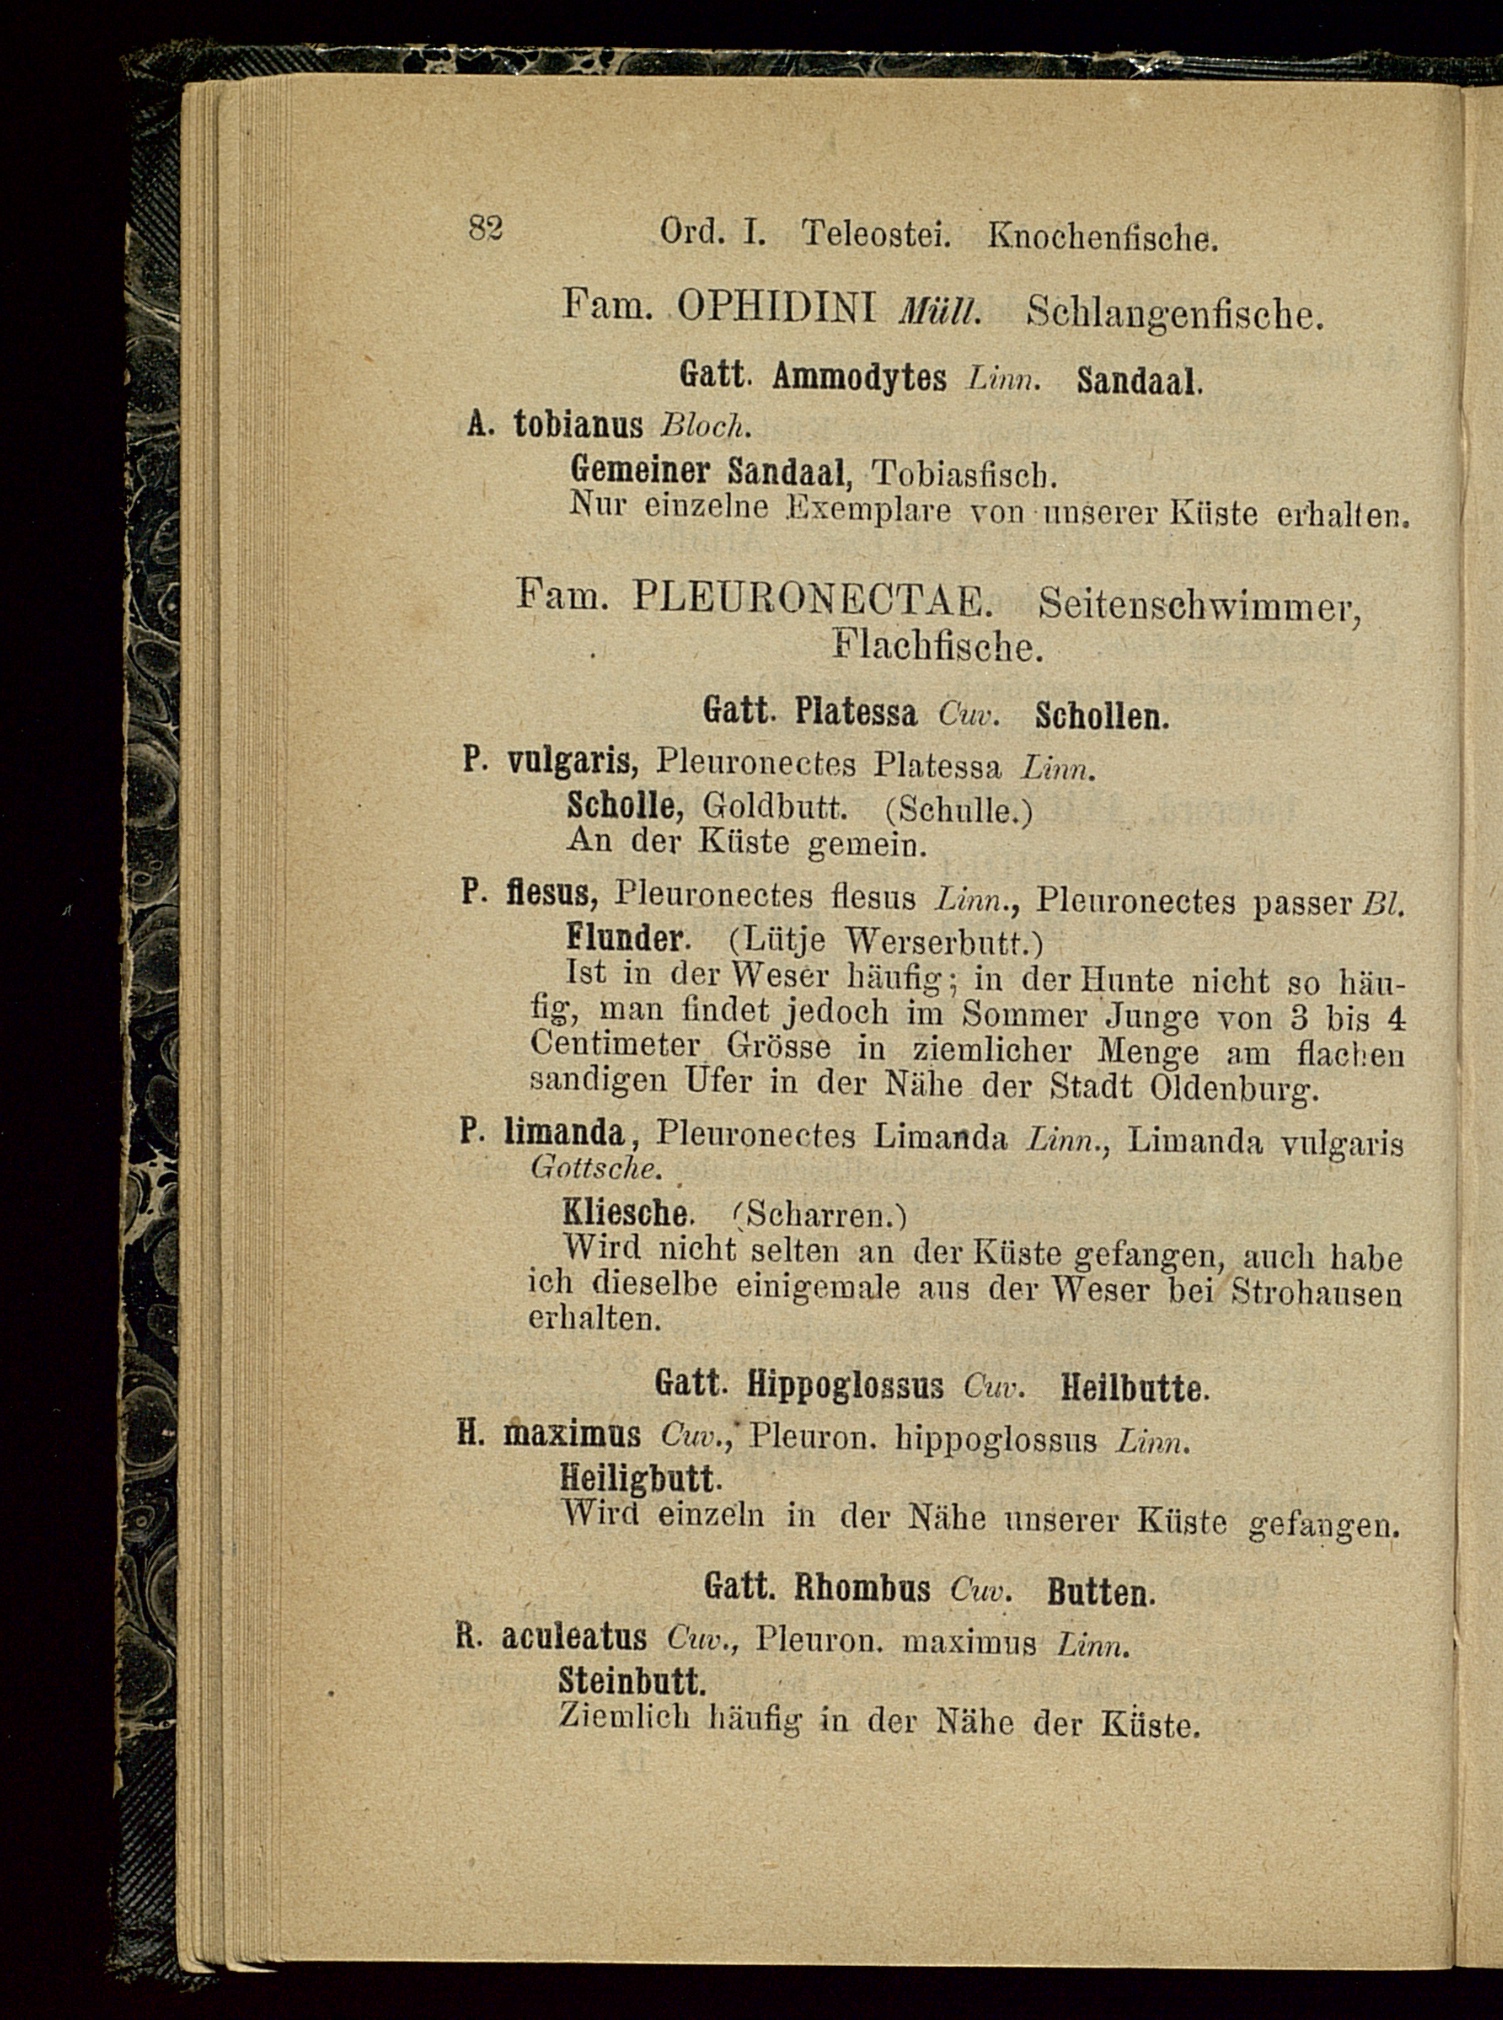 82 Ord. I. Teleostei. Knochenfische.
Fam. OPHIDINI Müll. Schlangenfische.
Gatt. Ammodytes Linn. Sandaal.
A. tobianus Bloch.
Gemeiner Sandaal, Tobiasfisch.
Nur einzelne Exemplare von unserer Küste erhalten.
Fam. PLEURONECTAE. Seitenschwimmer,
Flachfische.
Gatt. Platessa Cuv. Schollen.
P. vulgaris, Pleuronectes Platessa Linn.
Scholle, Goldbutt. (Schulle.)
An der Küste gemein.
P. flesus, Pleuronectes flesus Linn., Pleuronectes passer Bl.
Flunder. (Lütje Werserbutt.)
Ist in der Weser häufig; in der Hunte nicht so häu-
fig, man findet jedoch im Sommer Junge von 3 bis 4
Centimeter Grösse in ziemlicher Menge am flachen
sandigen Ufer in der Nähe der Stadt Oldenburg.
P. limanda, Pleuronectes Limanda Linn., Limanda vulgaris
Gottsche.
Kliesche. (Scharren.)
Wird nicht selten an der Küste gefangen, auch habe
ich dieselbe einigemale aus der Weser bei Strohausen
erhalten.
Gatt. Hippoglossus Cuv. Heilbutte.
H. maximus Cuv., Pleuron. hippoglossus Linn.
Heiligbutt.
Wird einzeln in der Nähe unserer Küste gefangen.
Gatt. Rhombus Cuv. Butten.
R. aculeatus Cuv., Pleuron. maximus Linn.
Steinbutt.
Ziemlich häufig in der Nähe der Küste.